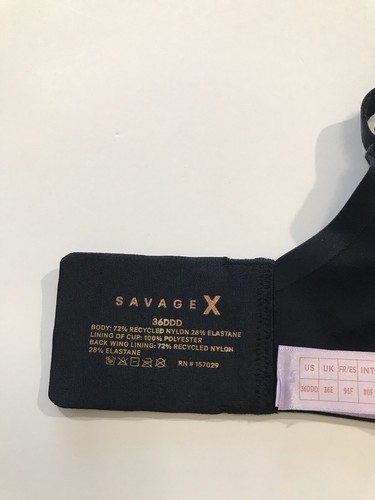 SAVAGE X
36DDD
BODY: 72% RECYCLED NYLON 28% ELASTANE
LINING OF CUP: 100% POLYESTER
BACK WING LINING: 72% RECYCLED NYLON
28% ELASTANE
RN # 157029
US UK FR/ES INT
36DDD 36E 95F 80F